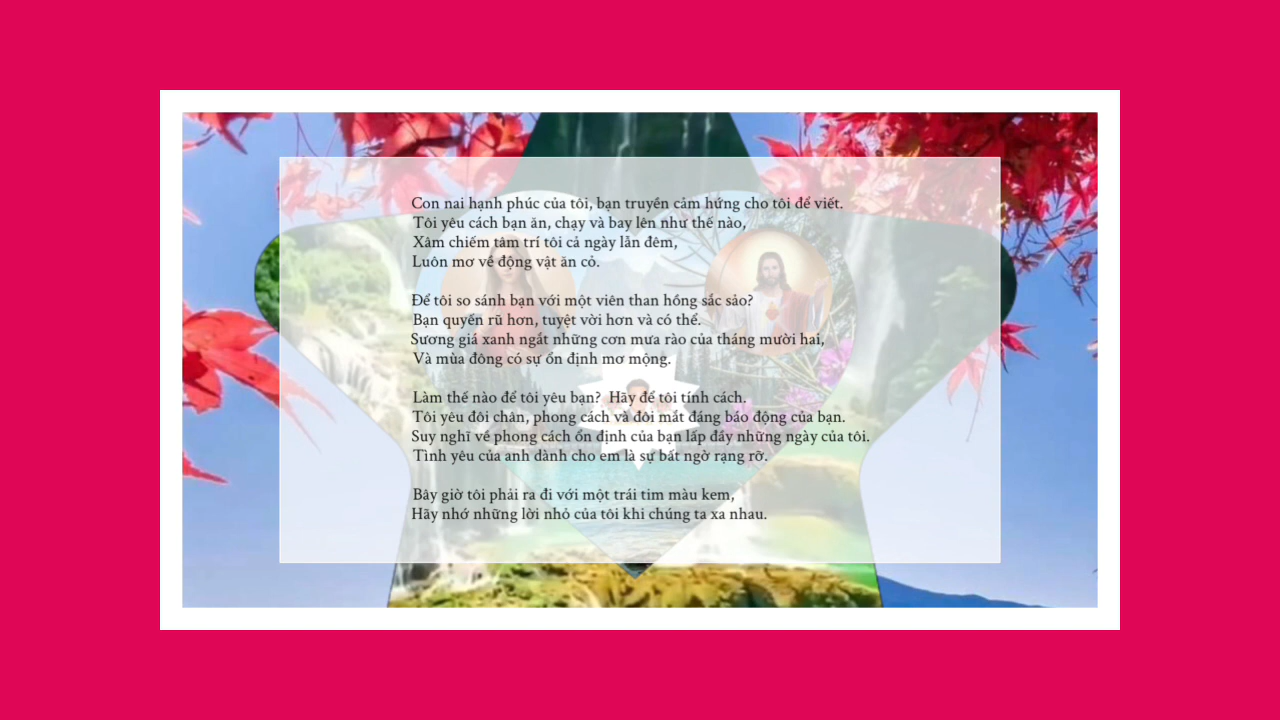 Con nai hạnh phúc của tôi, bạn truyền cảm hứng cho tôi để viết.
Tôi yêu cách bạn ăn, chạy và bay lên như thế nào,
Xâm chiếm tâm trí tôi cả ngày lẫn đêm,
Luôn mơ về động vật ăn cỏ.
Để tôi so sánh bạn với một viên than hồng sắc sảo?
Bạn quyến rũ hơn, tuyệt vời hơn và có thể.
Sương giá xanh ngắt những cơn mưa rào của tháng mười hai,
Và mùa đông có sự ổn định mơ mộng.
Làm thế nào để tôi yêu bạn? Hãy để tôi tính cách.
Tôi yêu đôi chân, phong cách và đôi mắt đáng báo động của bạn.
Suy nghĩ về phong cách ổn định của bạn lấp đầy những ngày của tôi.
Tình yêu của anh dành cho em là sự bất ngờ rạng rỡ.
Bây giờ tôi phải ra đi với một trái tim màu kem,
Hãy nhớ những lời nhỏ của tôi khi chúng ta xa nhau.